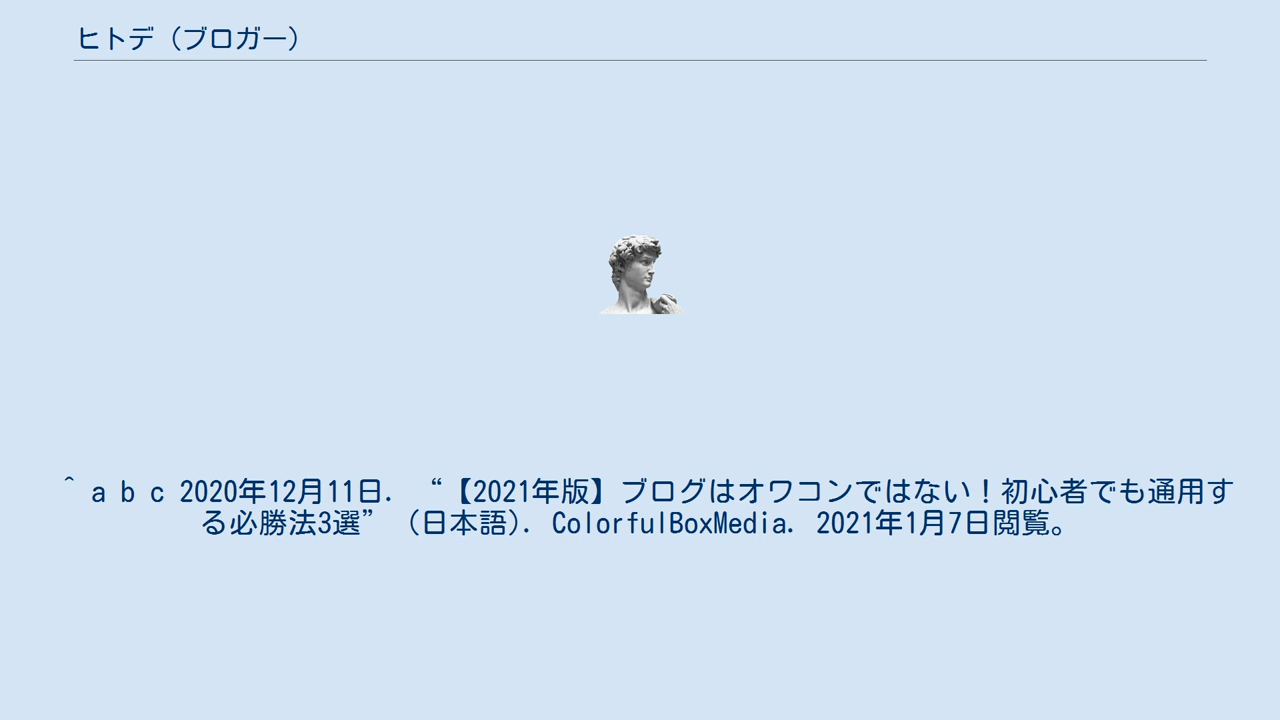 ヒトデ（ブロガー）
^ a b c 2020年12月11日. “【2021年版】ブログはオワコンではない！初心者でも通用す
る必勝法3選” (日本語). ColorfulBoxMedia. 2021年1月7日閲覧。